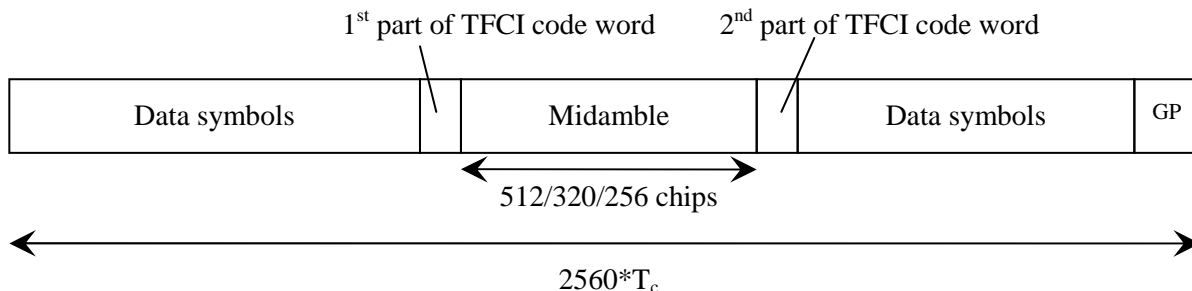 1st part of TFCI code word 2nd part of TFCI code word
Data symbols Midamble Data symbols GP
512/320/256 chips
2560*Tc